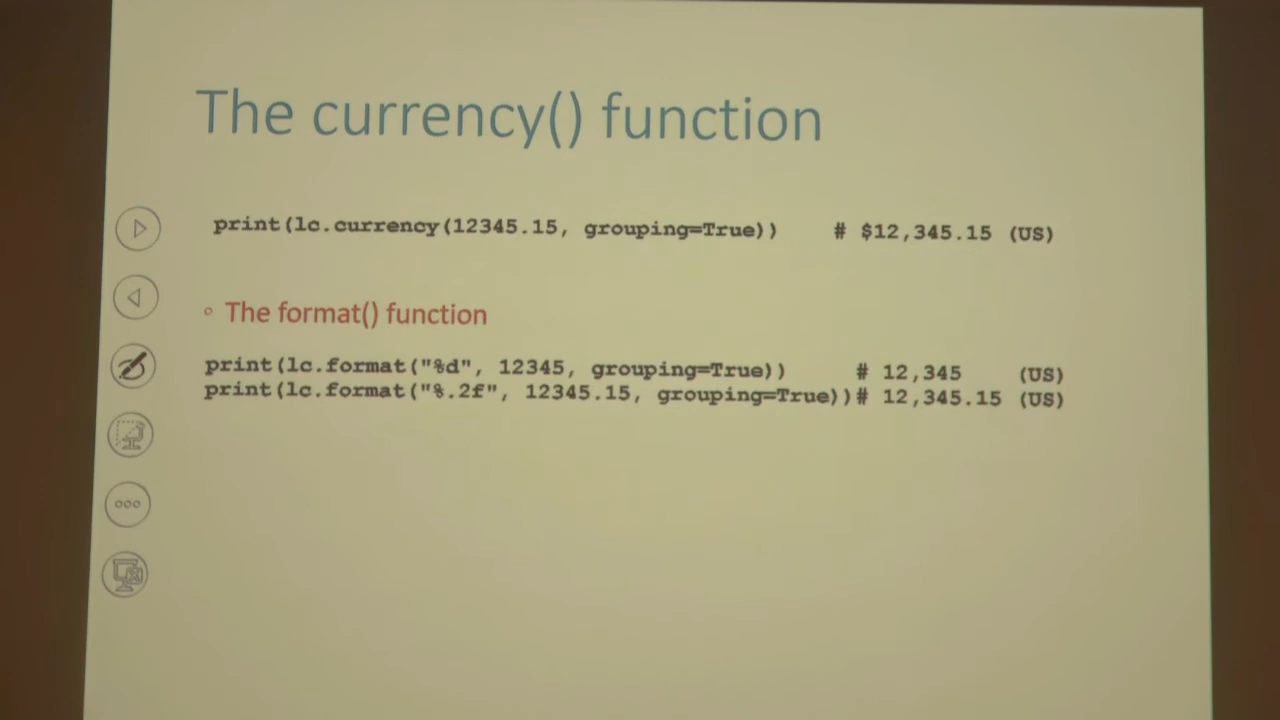 The currency() function
print(lc.currency(12345.15, grouping=True)) # $12,345.15 (US)
◦ The format() function
print(lc.format("%d", 12345, grouping=True)) # 12,345 (US)
print(lc.format("%.2f", 12345.15, grouping=True))# 12,345.15 (US)